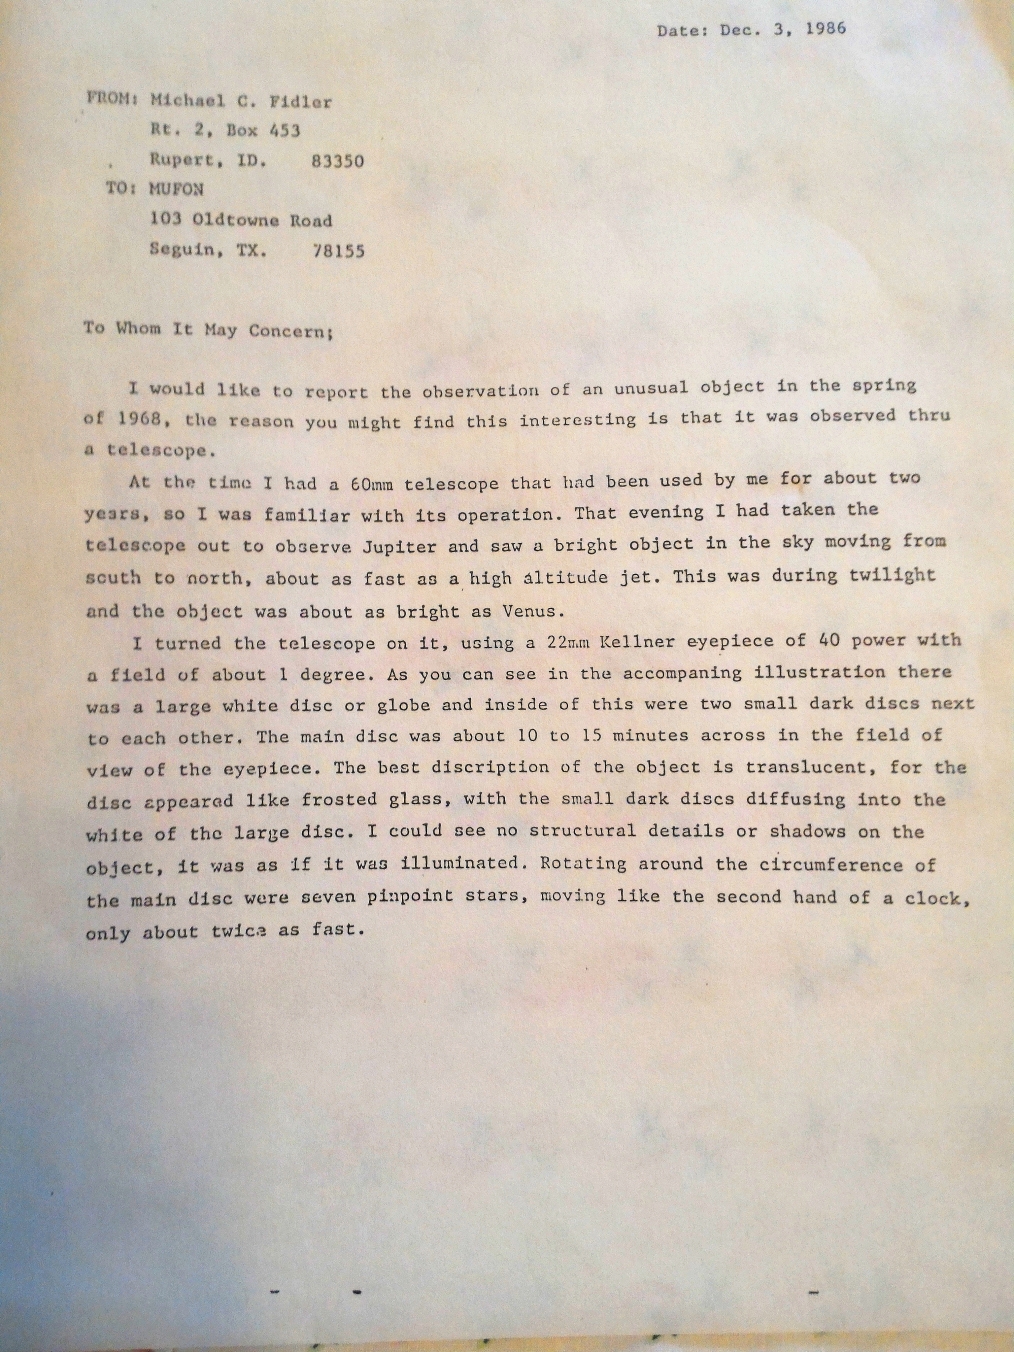 Date: Dec. 3, 1986
FROM: Michael C. Fidler
Rt. 2, Box 453
Rupert, ID. 83350
TO: MUFON
103 Oldtowne Road
Seguin, TX. 78155
To Whom It May Concern;
I would like to report the observation of an unusual object in the spring
of 1968, the reason you might find this interesting is that it was observed thru
a telescope.
At the time I had a 60mm telescope that had been used by me for about two
years, so I was familiar with its operation. That evening I had taken the
telescope out to observe Jupiter and saw a bright object in the sky moving from
south to north, about as fast as a high altitude jet. This was during twilight
and the object was about as bright as Venus.
I turned the telescope on it, using a 22mm Kellner eyepiece of 40 power with
a field of about 1 degree. As you can see in the accompaning illustration there
was a large white disc or globe and inside of this were two small dark discs next
to each other. The main disc was about 10 to 15 minutes across in the field of
view of the eyepiece. The best discription of the object is translucent, for the
disc appeared like frosted glass, with the small dark discs diffusing into the
white of the large disc. I could see no structural details or shadows on the
object, it was as if it was illuminated. Rotating around the circumference of
the main disc were seven pinpoint stars, moving like the second hand of a clock,
only about twice as fast.